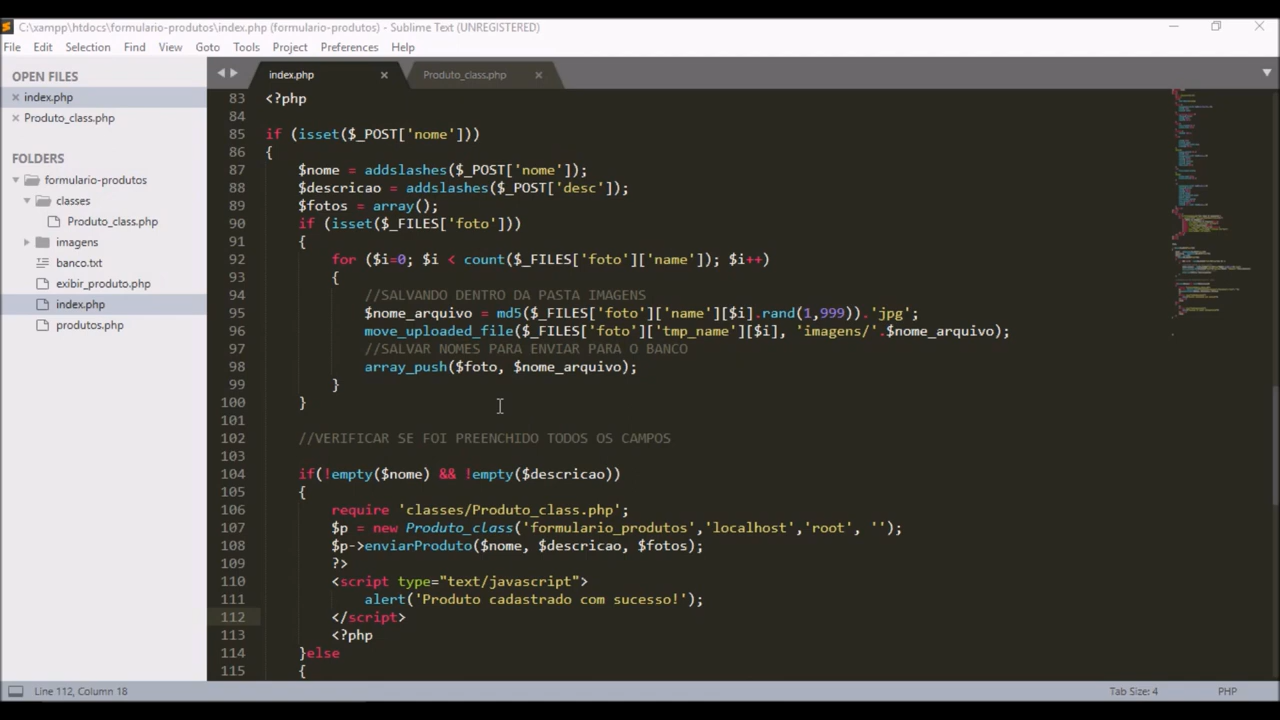 C:\xampp\htdocs\formulario-produtos\index.php (formulario-produtos) - Sublime Text (UNREGISTERED)
File Edit Selection Find View Goto Tools Project Preferences Help
OPEN FILES
index.php
Produto_class.php
FOLDERS
formulario-produtos
classes
Produto_class.php
imagens
banco.txt
exibir_produto.php
index.php
produtos.php
index.php Produto_class.php
83 <?php
84
85 if (isset($_POST['nome']))
86 {
87 $nome = addslashes($_POST['nome']);
88 $descricao = addslashes($_POST['desc']);
89 $fotos = array();
90 if (isset($_FILES['foto']))
91 {
92 for ($i=0; $i < count($_FILES['foto']['name']); $i++)
93 {
94 //SALVANDO DENTRO DA PASTA IMAGENS
95 $nome_arquivo = md5($_FILES['foto']['name'][$i].rand(1,999)).'jpg';
96 move_uploaded_file($_FILES['foto']['tmp_name'][$i], 'imagens/'.$nome_arquivo);
97 //SALVAR NOMES PARA ENVIAR PARA O BANCO
98 array_push($foto, $nome_arquivo);
99 }
100 }
101
102 //VERIFICAR SE FOI PREENCHIDO TODOS OS CAMPOS
103
104 if(!empty($nome) && !empty($descricao))
105 {
106 require 'classes/Produto_class.php';
107 $p = new Produto_class('formulario_produtos','localhost','root', '');
108 $p->enviarProduto($nome, $descricao, $fotos);
109 ?>
110 <script type="text/javascript">
111 alert('Produto cadastrado com sucesso!');
112 </script>
113 <?php
114 }else
115 {
Line 112, Column 18 Tab Size: 4 PHP